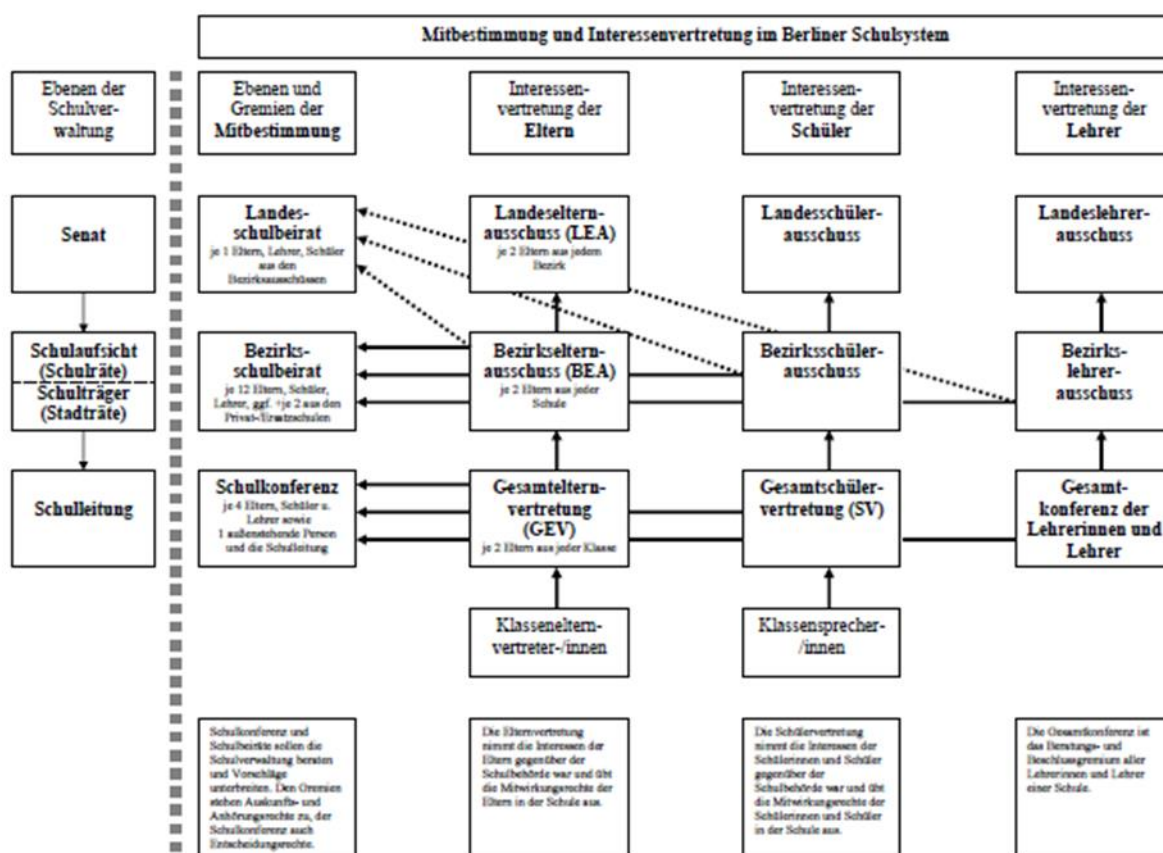 Mitbestimmung und Interessenvertretung im Berliner Schulsystem
Ebenen der
Schulver-
waltung
Ebenen und
Gremien der
Mitbestimmung
Interessen-
vertretung der
Eltern
Interessen-
vertretung der
Schüler
Interessen-
vertretung der
Lehrer
Senat
Landes-
schulbeirat
je 1 Eltern, Lehrer, Schüler
aus den
Bezirksausschüssen
Landeseltern-
ausschuss (LEA)
je 2 Eltern aus jedem
Bezirk
Landesschüler-
ausschuss
Landeslehrer-
ausschuss
Schulaufsicht
(Schulräte)
Schulträger
(Stadträte)
Bezirks-
schulbeirat
je 12 Eltern, Schüler,
Lehrer, ggf. +je 2 aus den
Privat-/Ersatzschulen
Bezirkseltern-
ausschuss (BEA)
je 2 Eltern aus jeder
Schule
Bezirksschüler-
ausschuss
Bezirks-
lehrer-
ausschuss
Schulleitung
Schulkonferenz
je 4 Eltern, Schüler u.
Lehrer sowie
1 außenstehende Person
und die Schulleitung
Gesamteltern-
vertretung
(GEV)
je 2 Eltern aus jeder Klasse
Gesamtschüler-
vertretung (SV)
Gesamt-
konferenz der
Lehrerinnen und
Lehrer
Klasseneltern-
vertreter-/innen
Klassensprecher-
/innen
Schulkonferenz und
Schulbeiräte sollen die
Schulverwaltung beraten
und Vorschläge
unterbreiten. Den Gremien
stehen Auskunfts- und
Anhörungsrechte zu, der
Schulkonferenz auch
Entscheidungsrechte.
Die Elternvertretung
nimmt die Interessen der
Eltern gegenüber der
Schulbehörde war und übt
die Mitwirkungsrechte der
Eltern in der Schule aus.
Die Schülervertretung
nimmt die Interessen der
Schülerinnen und Schüler
gegenüber der
Schulbehörde war und übt
die Mitwirkungsrechte der
Schülerinnen und Schüler
in der Schule aus.
Die Gesamtkonferenz ist
das Beratungs- und
Beschlussgremium aller
Lehrerinnen und Lehrer
einer Schule.